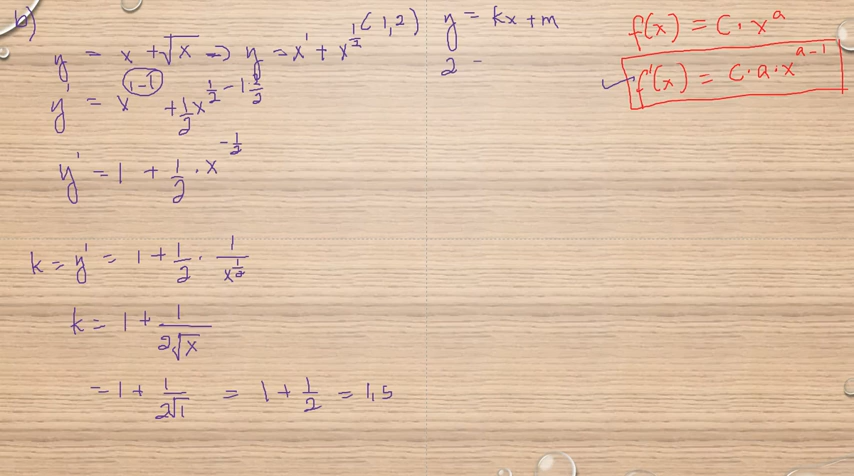 b)
y = x + √x → y = x¹ + x^½ (1,2)
y' = x^(1-1) + ½x^(½ - 1·2/2)
y' = 1 + ½ · x^(-½)
k = y' = 1 + ½ · 1/x^½
k = 1 + 1/(2√x)
= 1 + 1/(2√1) = 1 + ½ = 1,5
y = kx + m
2 =
f(x) = C · x^a
f'(x) = C · a · x^(a-1)